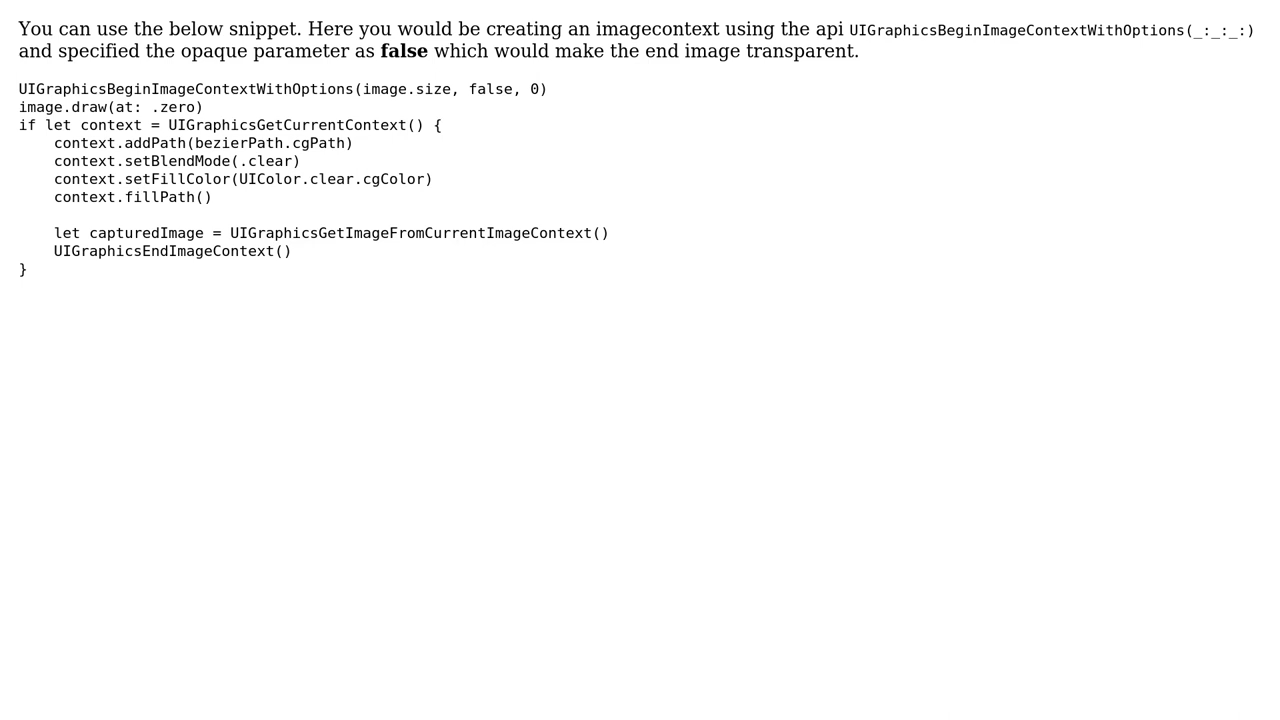 You can use the below snippet. Here you would be creating an imagecontext using the api UIGraphicsBeginImageContextWithOptions(_:_:_:)
and specified the opaque parameter as false which would make the end image transparent.
UIGraphicsBeginImageContextWithOptions(image.size, false, 0)
image.draw(at: .zero)
if let context = UIGraphicsGetCurrentContext() {
    context.addPath(bezierPath.cgPath)
    context.setBlendMode(.clear)
    context.setFillColor(UIColor.clear.cgColor)
    context.fillPath()
    let capturedImage = UIGraphicsGetImageFromCurrentImageContext()
    UIGraphicsEndImageContext()
}